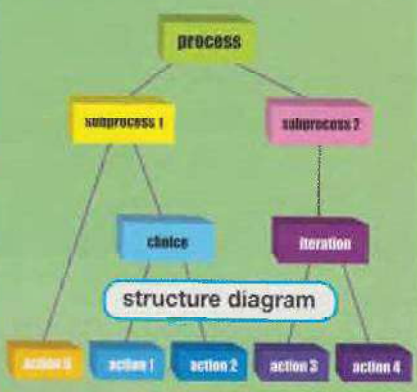 process
subprocess 1
subprocess 2
choice
iteration
structure diagram
action 1
action 2
action 3
action 4